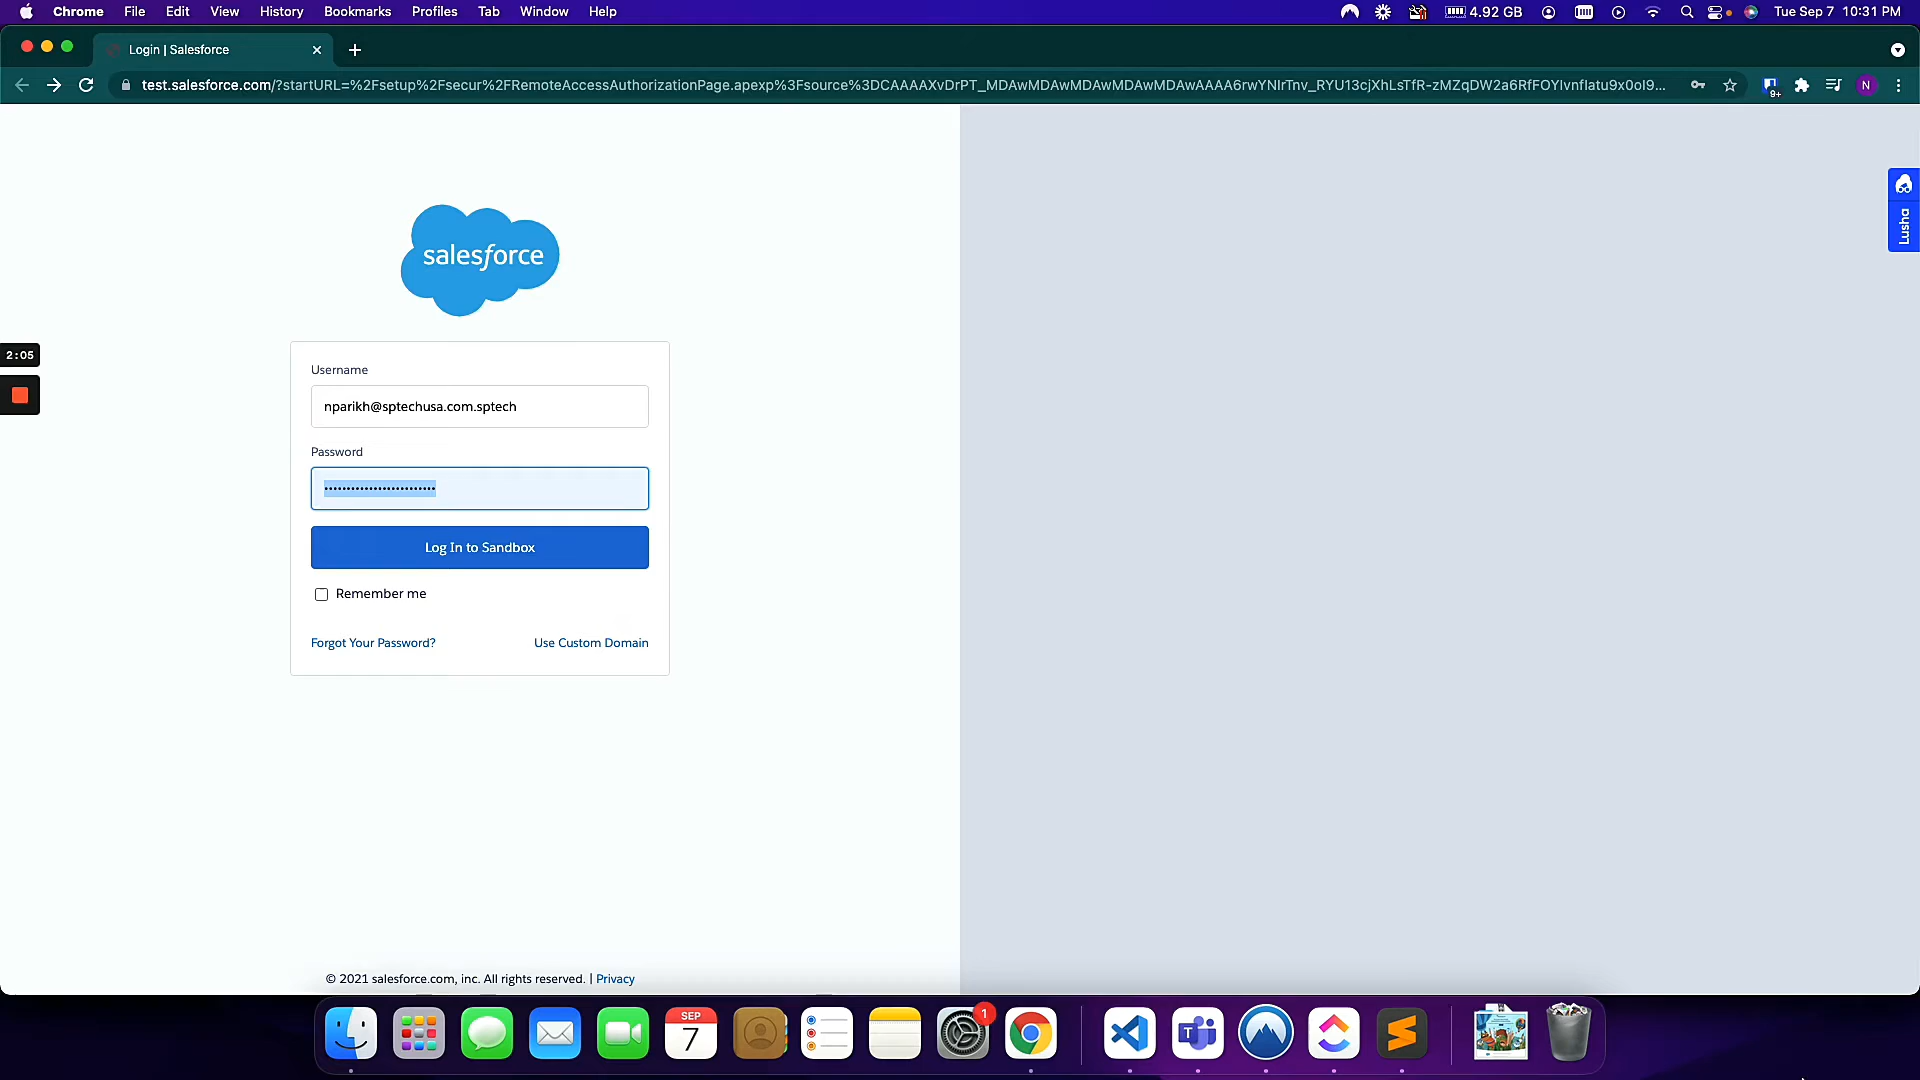 Chrome File Edit View History Bookmarks Profiles Tab Window Help 4.92 GB Tue Sep 7 10:31 PM
Login | Salesforce
test.salesforce.com/?startURL=%2Fsetup%2Fsecur%2FRemoteAccessAuthorizationPage.apexp%3Fsource%3DCAAAAXvDrPT_MDAwMDAwMDAwMDAwMDAwAAAA6rwYNIrTnv_RYU13cjXhLsTfR-zMZqDW2a6RfFOYIvnfIatu9x0oI9...
9+
N
Lusha
salesforce
2:05
Username
nparikh@sptechusa.com.sptech
Password
Log In to Sandbox
Remember me
Forgot Your Password? Use Custom Domain
© 2021 salesforce.com, inc. All rights reserved. | Privacy
SEP
7
1